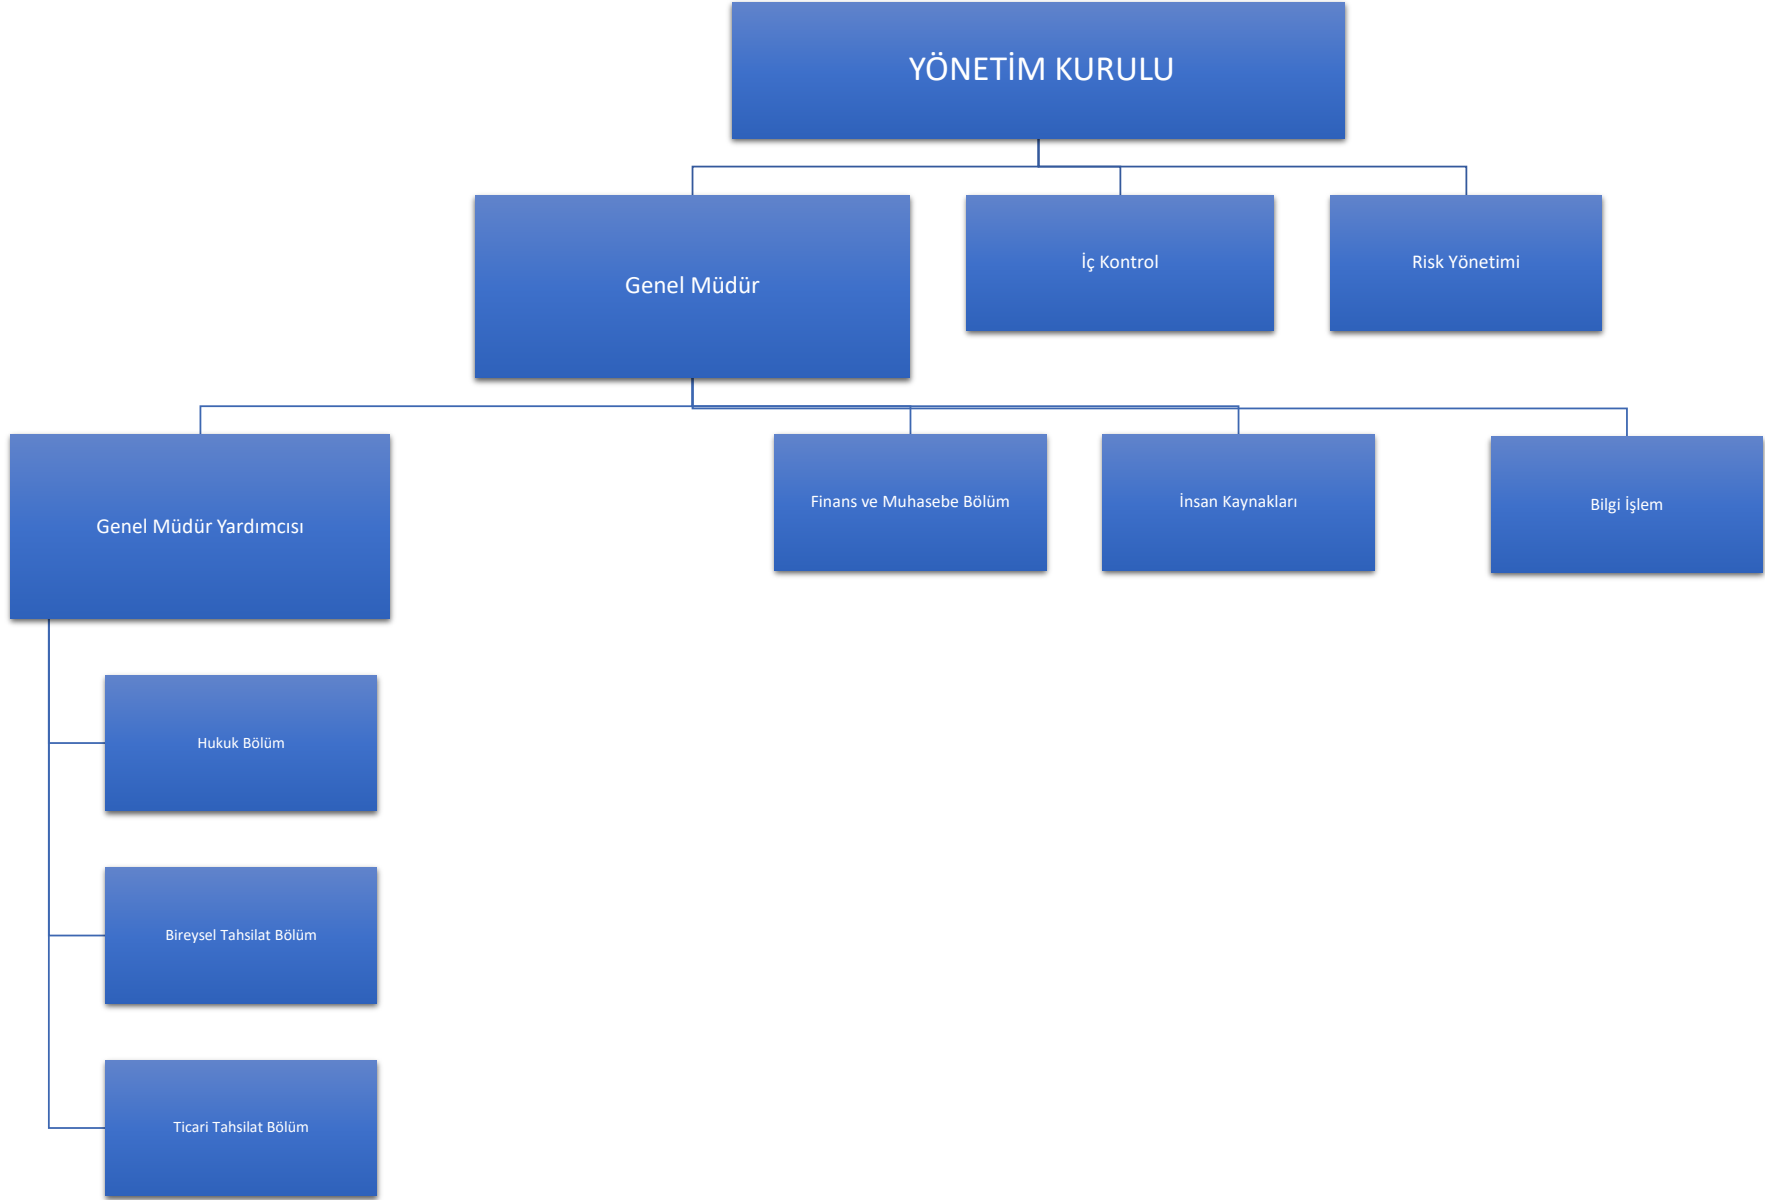 YÖNETİM KURULU
Genel Müdür
İç Kontrol
Risk Yönetimi
Genel Müdür Yardımcısı
Finans ve Muhasebe Bölüm
İnsan Kaynakları
Bilgi İşlem
Hukuk Bölüm
Bireysel Tahsilat Bölüm
Ticari Tahsilat Bölüm